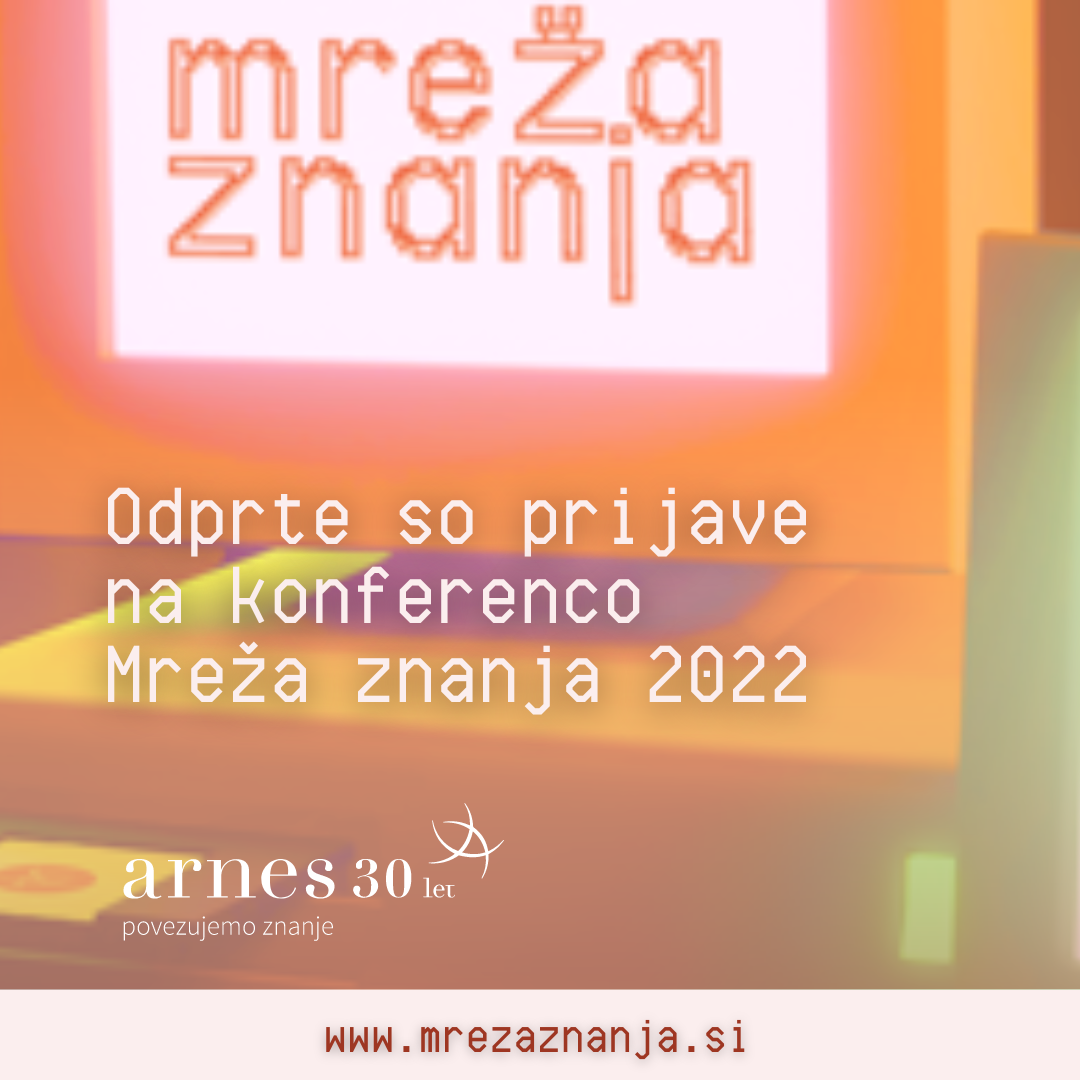 mreža
znanja
Odprte so prijave
na konferenco
Mreža znanja 2022
arnes 30 let
povezujemo znanje
www.mrezaznanja.si